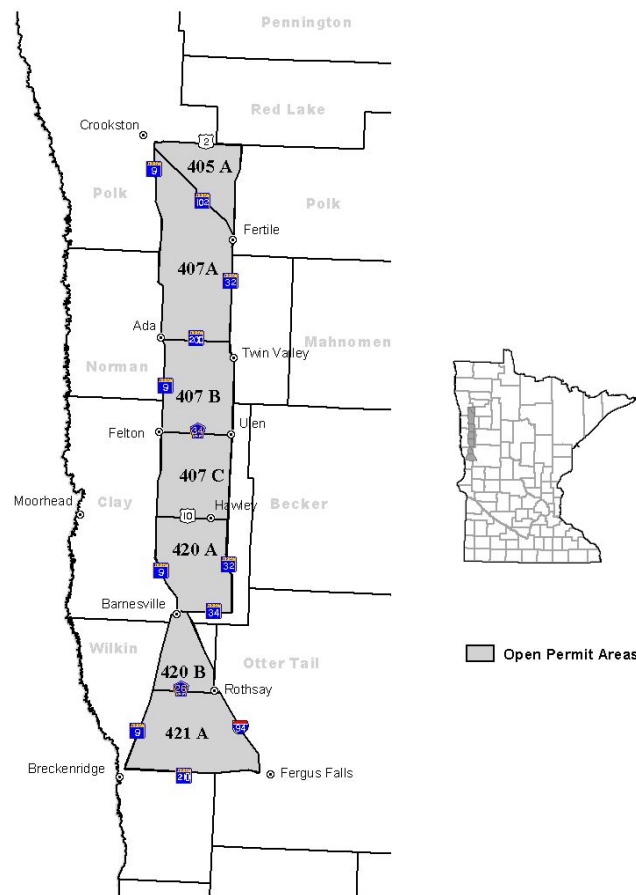 Pennington
Red Lake
Crookston
2
405 A
9
Polk
102
Polk
Fertile
407A
32
Ada
Twin Valley
Mahnomen
Norman
9
407 B
Felton
34
Ulen
407 C
Moorhead
Clay
10
Hawley
Becker
420 A
9
32
Barnesville
34
Wilkin
Otter Tail
420 B
26
Rothsay
421 A
9
94
Breckenridge
Fergus Falls
Open Permit Areas